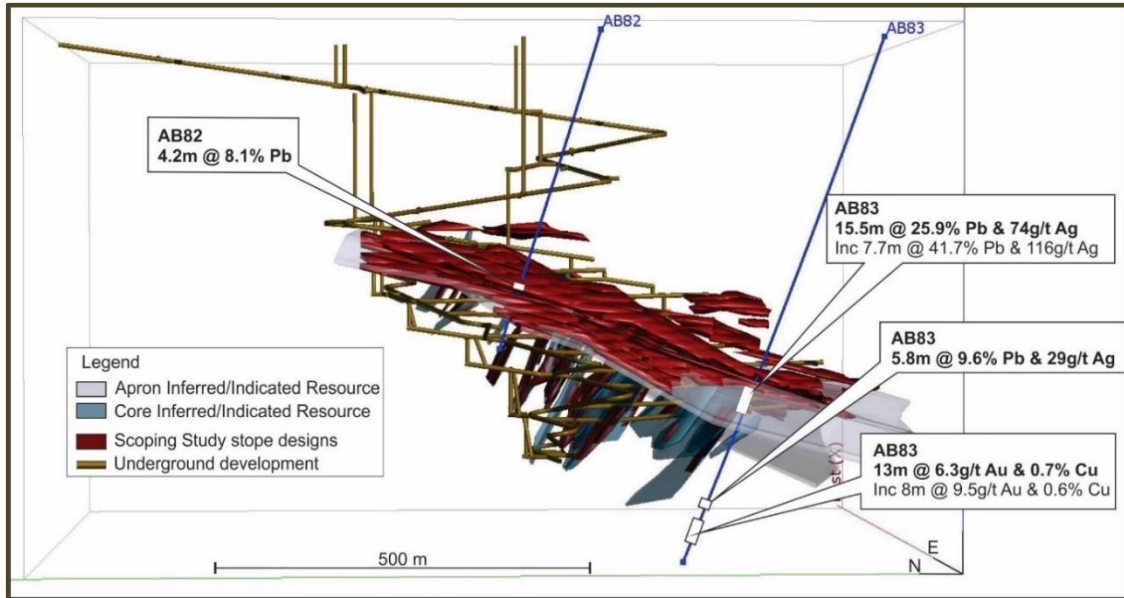 AB82
AB83
AB82
4.2m @ 8.1% Pb
AB83
15.5m @ 25.9% Pb & 74g/t Ag
Inc 7.7m @ 41.7% Pb & 116g/t Ag
AB83
5.8m @ 9.6% Pb & 29g/t Ag
Legend
Apron Inferred/Indicated Resource
Core Inferred/Indicated Resource
Scoping Study stope designs
Underground development
AB83
13m @ 6.3g/t Au & 0.7% Cu
Inc 8m @ 9.5g/t Au & 0.6% Cu
st (X)
500 m
E
N